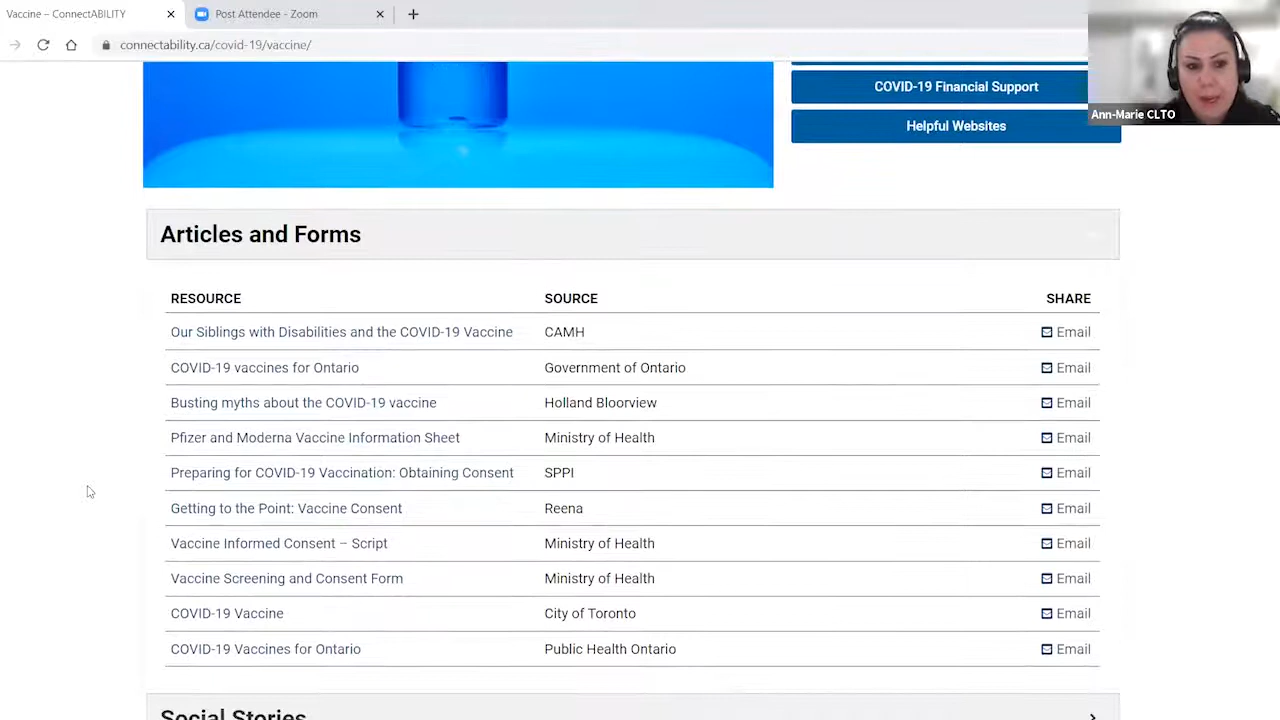 Vaccine – ConnectABILITY
Post Attendee - Zoom
connectability.ca/covid-19/vaccine/
Ann-Marie CLTO
COVID-19 Financial Support
Helpful Websites
Articles and Forms
RESOURCE SOURCE SHARE
Our Siblings with Disabilities and the COVID-19 Vaccine CAMH Email
COVID-19 vaccines for Ontario Government of Ontario Email
Busting myths about the COVID-19 vaccine Holland Bloorview Email
Pfizer and Moderna Vaccine Information Sheet Ministry of Health Email
Preparing for COVID-19 Vaccination: Obtaining Consent SPPI Email
Getting to the Point: Vaccine Consent Reena Email
Vaccine Informed Consent – Script Ministry of Health Email
Vaccine Screening and Consent Form Ministry of Health Email
COVID-19 Vaccine City of Toronto Email
COVID-19 Vaccines for Ontario Public Health Ontario Email
Social Stories